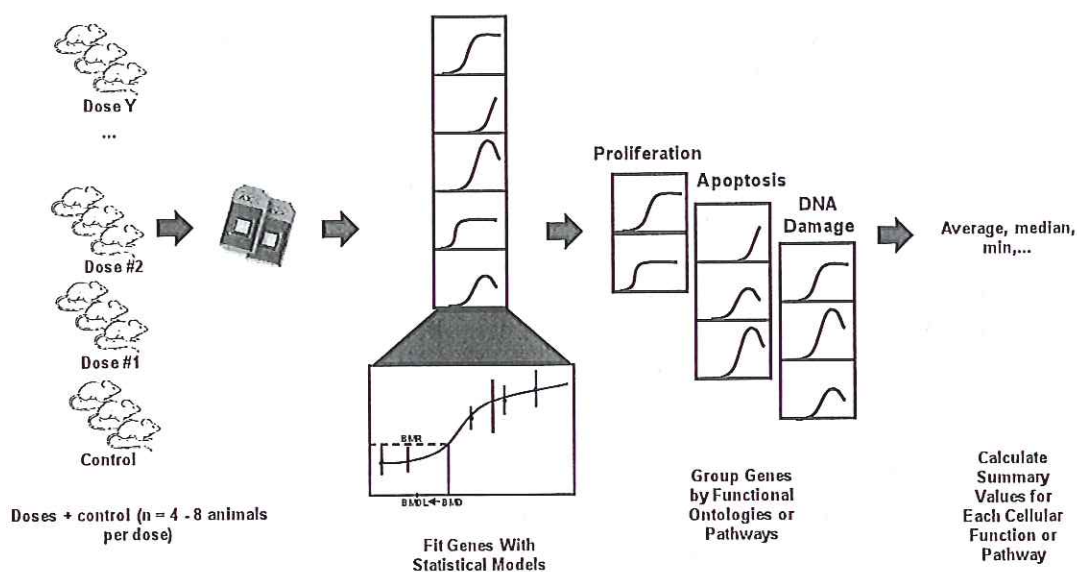 Dose Y
...
Dose #2
Dose #1
Control
Doses + control (n = 4 - 8 animals
per dose)
BMR
BMDL
BMD
Fit Genes With
Statistical Models
Proliferation
Apoptosis
DNA
Damage
Group Genes
by Functional
Ontologies or
Pathways
Average, median,
min,...
Calculate
Summary
Values for
Each Cellular
Function or
Pathway